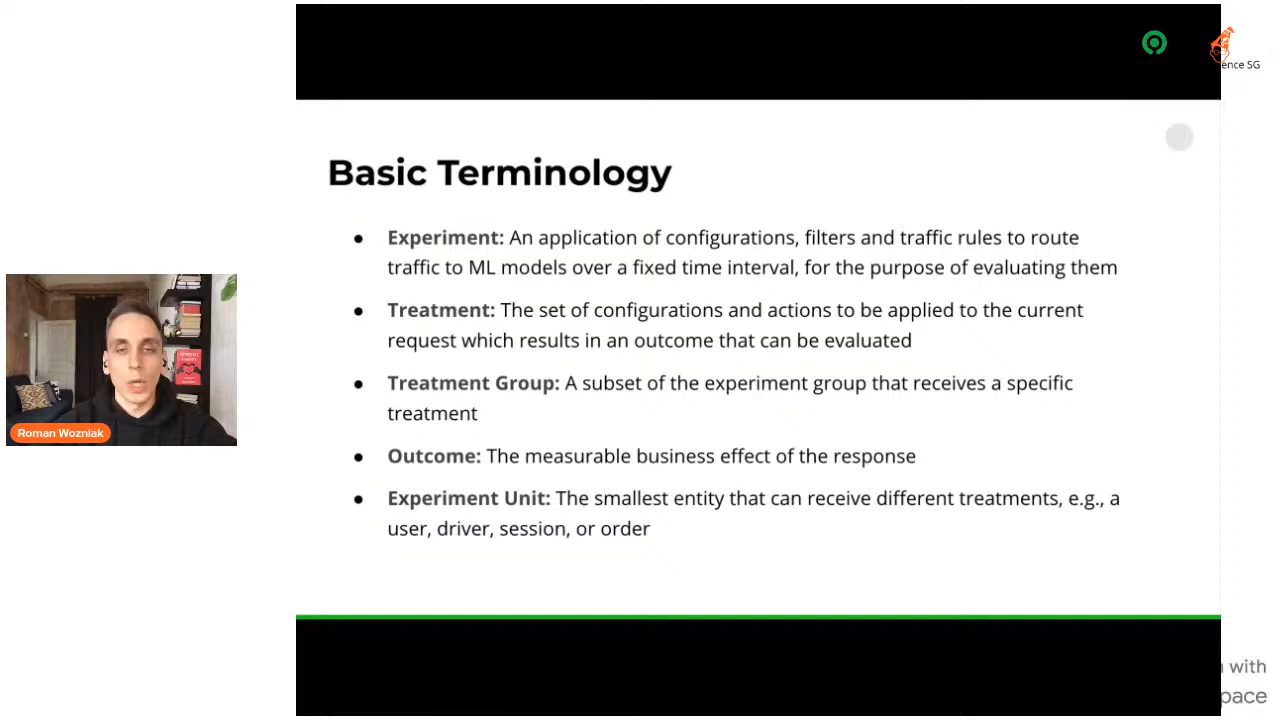 ence SG
Basic Terminology
● Experiment: An application of configurations, filters and traffic rules to route
traffic to ML models over a fixed time interval, for the purpose of evaluating them
● Treatment: The set of configurations and actions to be applied to the current
request which results in an outcome that can be evaluated
● Treatment Group: A subset of the experiment group that receives a specific
treatment
● Outcome: The measurable business effect of the response
● Experiment Unit: The smallest entity that can receive different treatments, e.g., a
user, driver, session, or order
Roman Wozniak
with
pace